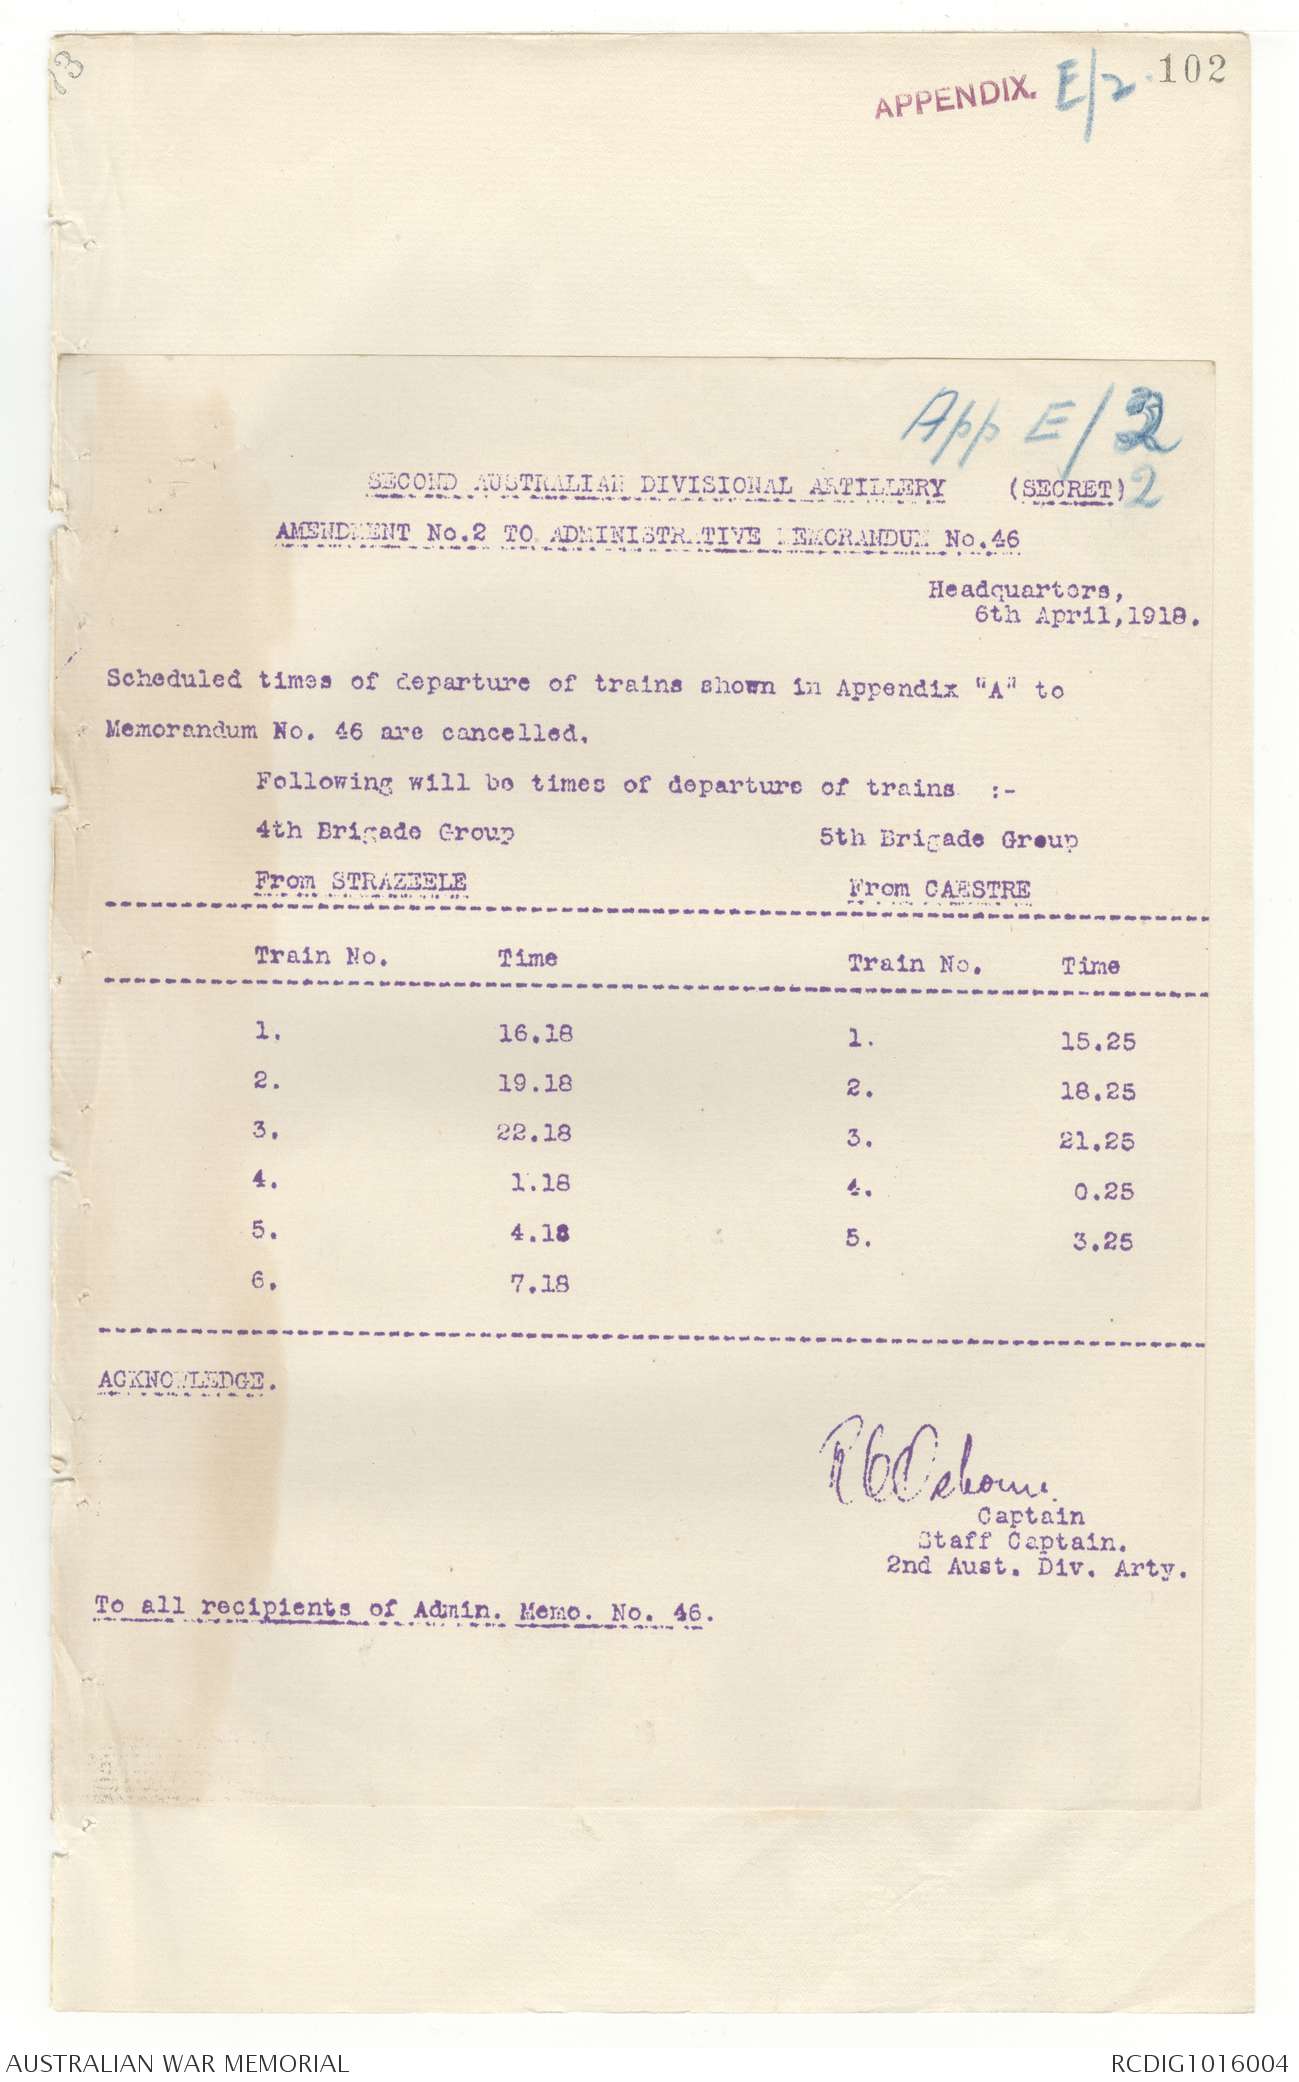 APPENDIX. E/2. 102
App E/2
2
SECOND AUSTRALIAN DIVISIONAL ARTILLERY (SECRET)
AMENDMENT No.2 TO ADMINISTRATIVE MEMORANDUM No.46
Headquarters,
6th April,1918.
Scheduled times of departure of trains shown in Appendix "A" to
Memorandum No. 46 are cancelled.
Following will be times of departure of trains :-
4th Brigade Group 5th Brigade Group
From STRAZEELE From CAESTRE
Train No. Time Train No. Time
1. 16.18 1. 15.25
2. 19.18 2. 18.25
3. 22.18 3. 21.25
4. 1.18 4. 0.25
5. 4.18 5. 3.25
6. 7.18
ACKNOWLEDGE.
R C Osborne.
Captain
Staff Captain.
2nd Aust. Div. Arty.
To all recipients of Admin. Memo. No. 46.
AUSTRALIAN WAR MEMORIAL RCDIG1016004